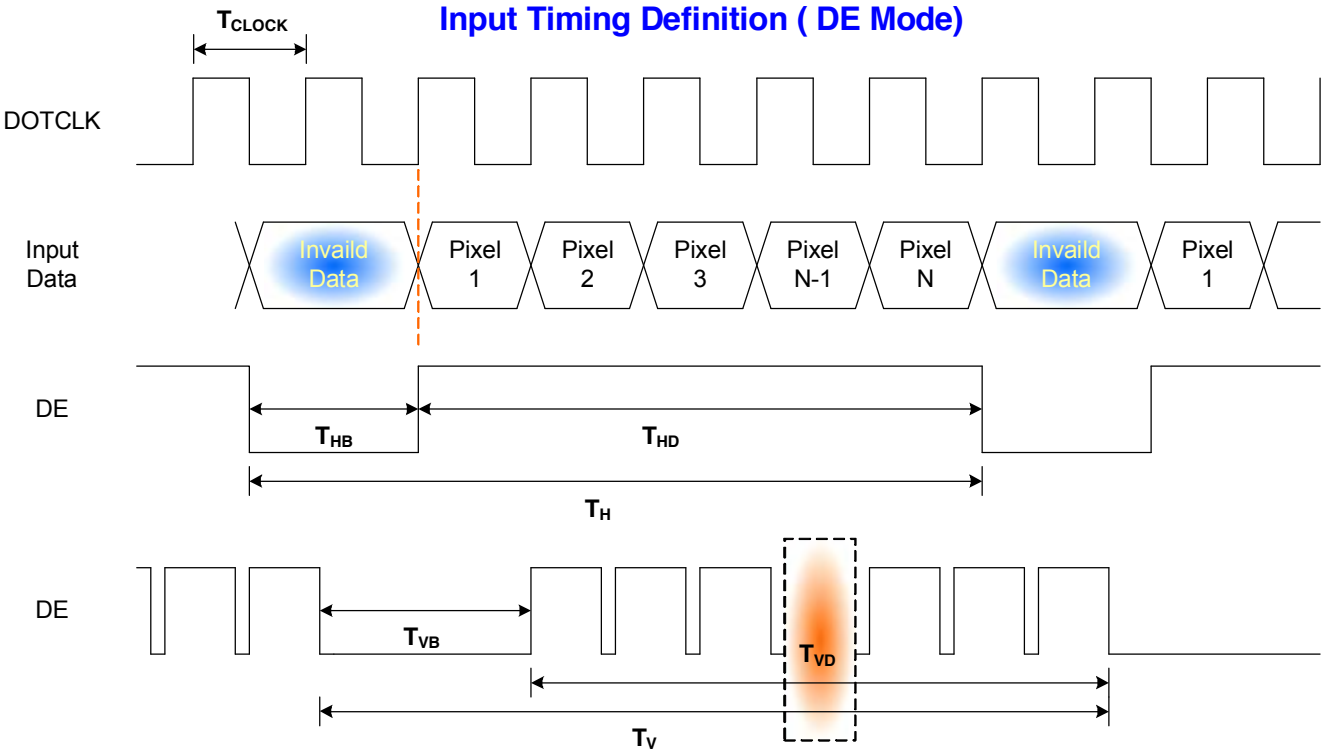 Input Timing Definition ( DE Mode)
TCLOCK
DOTCLK
Input
Data
Invaild
Data
Pixel
1
Pixel
2
Pixel
3
Pixel
N-1
Pixel
N
Invaild
Data
Pixel
1
DE
THB
THD
TH
DE
TVB
TVD
TV